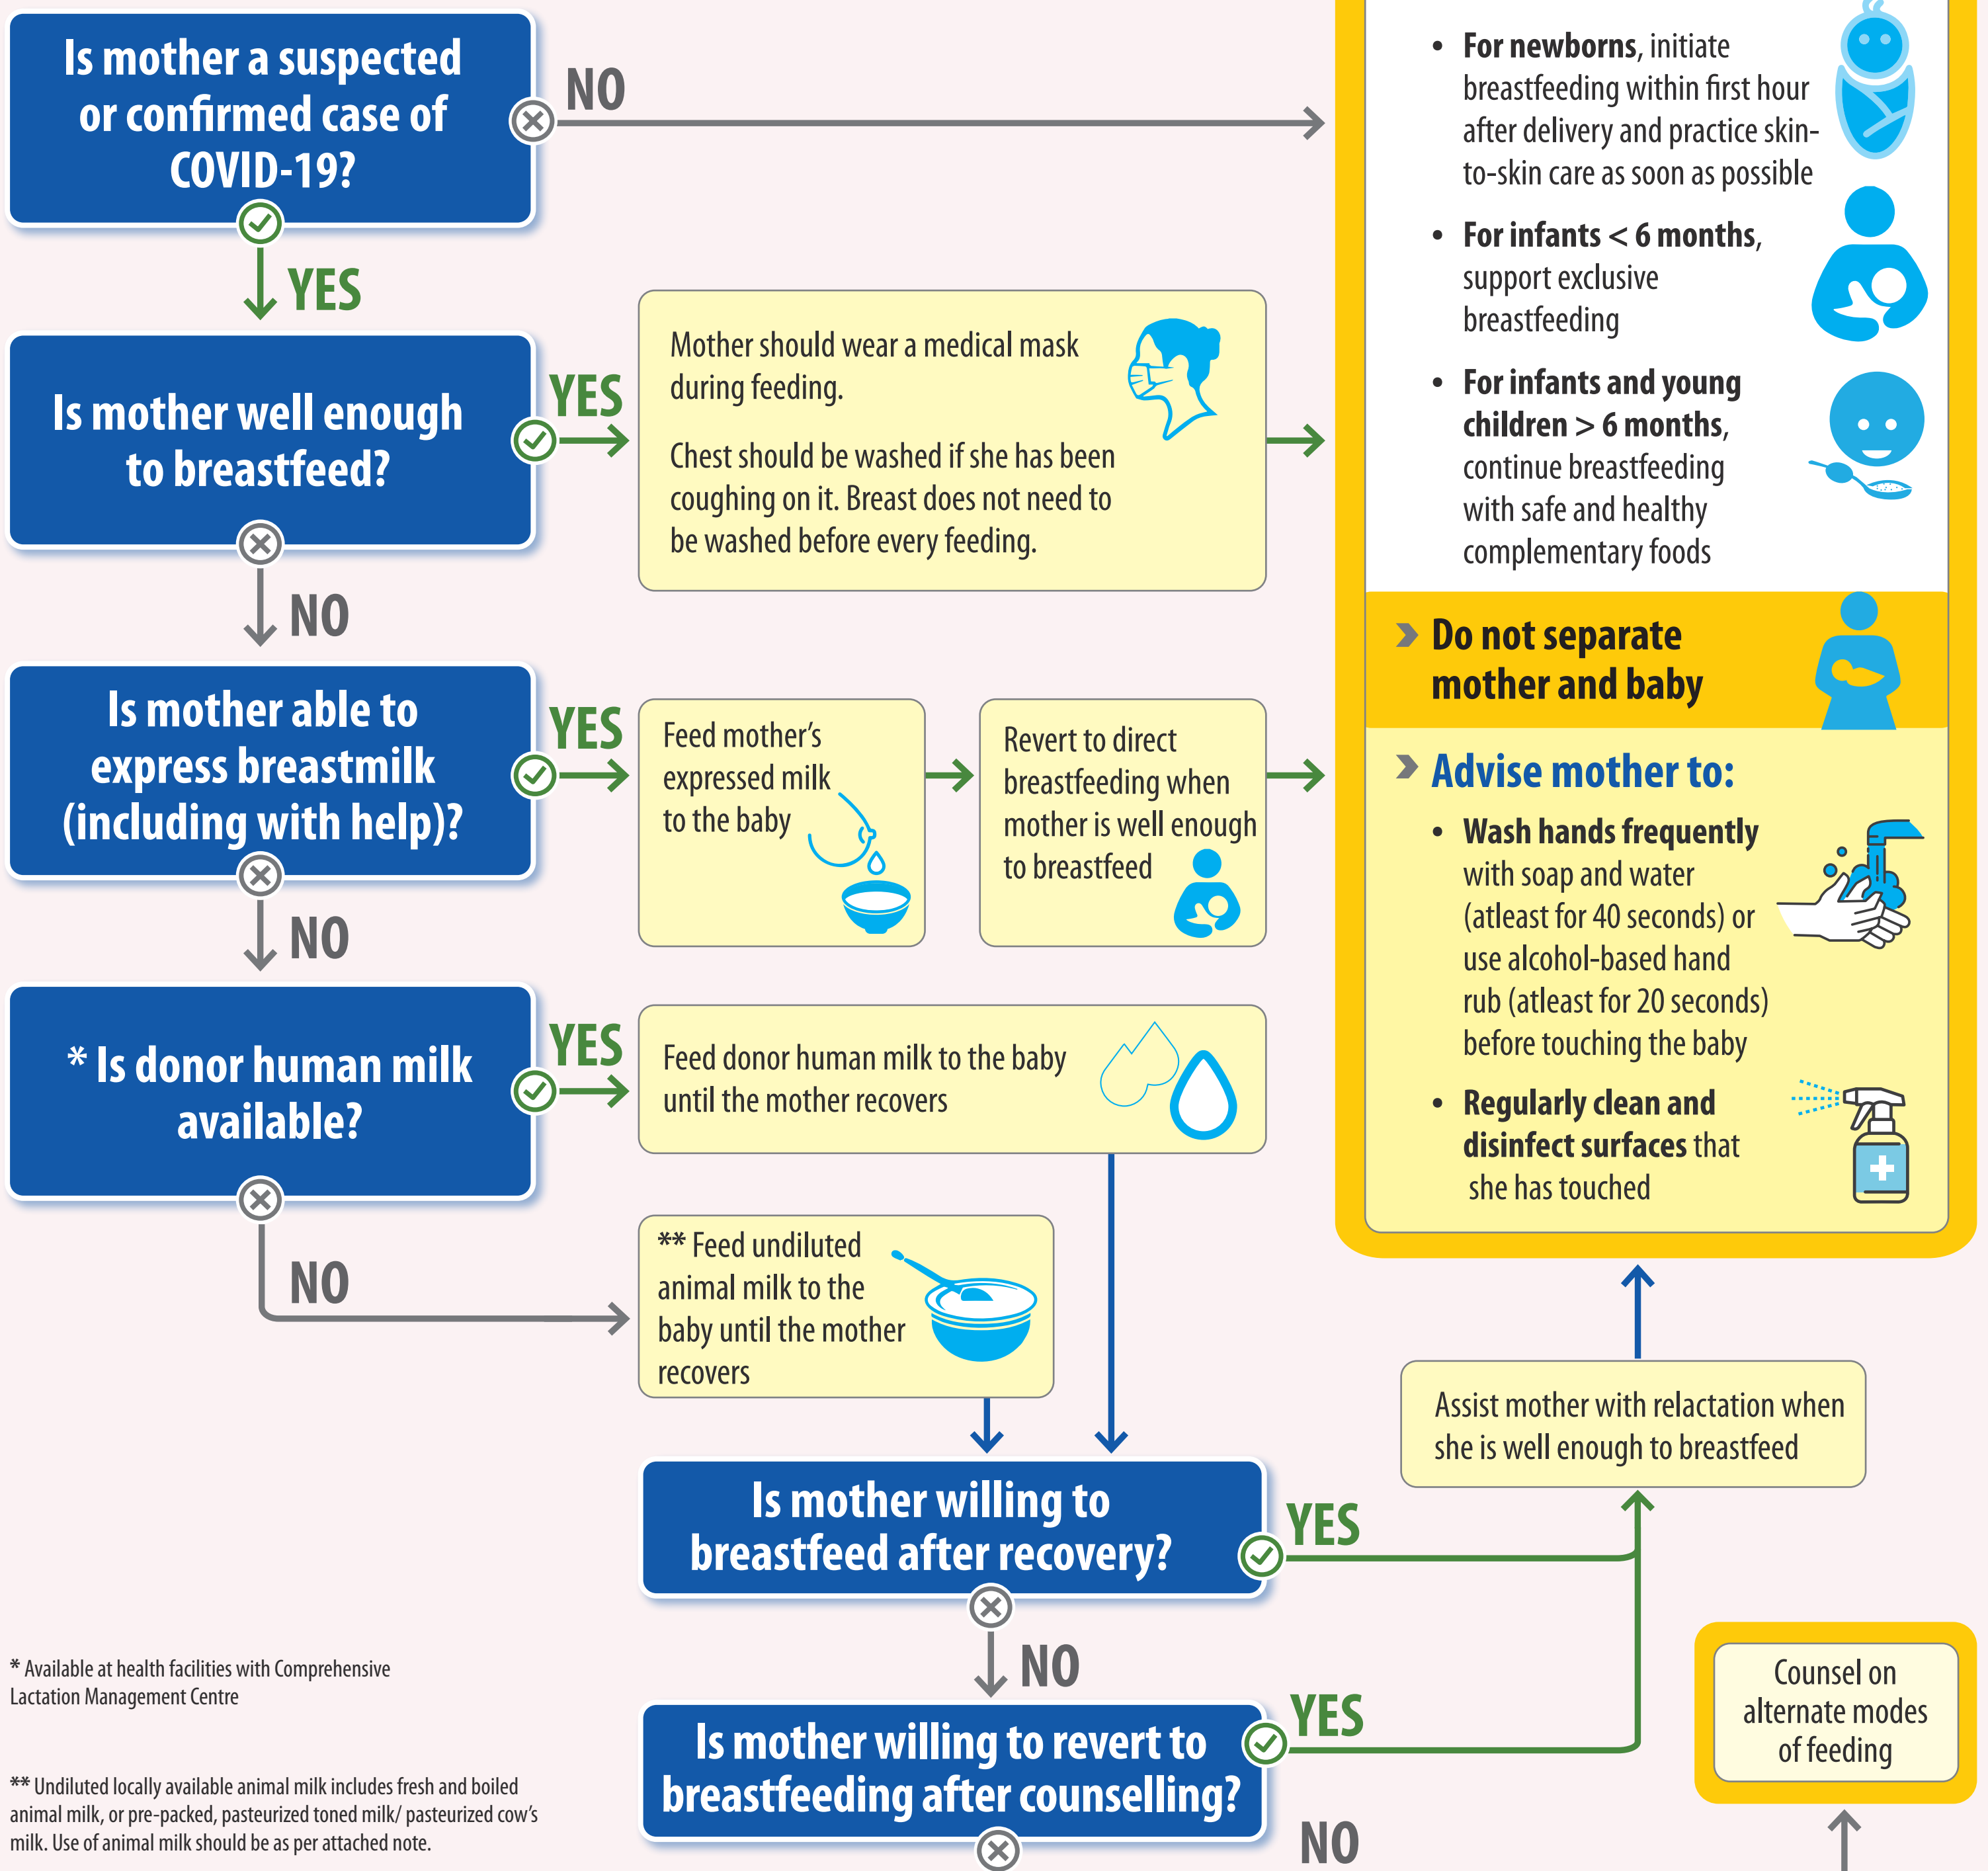 Is mother a suspected
or confirmed case of
COVID-19?
NO
YES
Is mother well enough
to breastfeed?
YES
Mother should wear a medical mask
during feeding.
Chest should be washed if she has been
coughing on it. Breast does not need to
be washed before every feeding.
NO
Is mother able to
express breastmilk
(including with help)?
YES
Feed mother's
expressed milk
to the baby
Revert to direct
breastfeeding when
mother is well enough
to breastfeed
NO
* Is donor human milk
available?
YES
Feed donor human milk to the baby
until the mother recovers
NO
** Feed undiluted
animal milk to the
baby until the mother
recovers
• For newborns, initiate
breastfeeding within first hour
after delivery and practice skin-
to-skin care as soon as possible
• For infants < 6 months,
support exclusive
breastfeeding
• For infants and young
children > 6 months,
continue breastfeeding
with safe and healthy
complementary foods
Do not separate
mother and baby
Advise mother to:
• Wash hands frequently
with soap and water
(atleast for 40 seconds) or
use alcohol-based hand
rub (atleast for 20 seconds)
before touching the baby
• Regularly clean and
disinfect surfaces that
she has touched
Assist mother with relactation when
she is well enough to breastfeed
Is mother willing to
breastfeed after recovery?
YES
NO
Is mother willing to revert to
breastfeeding after counselling?
YES
NO
Counsel on
alternate modes
of feeding
* Available at health facilities with Comprehensive
Lactation Management Centre
** Undiluted locally available animal milk includes fresh and boiled
animal milk, or pre-packed, pasteurized toned milk/ pasteurized cow's
milk. Use of animal milk should be as per attached note.